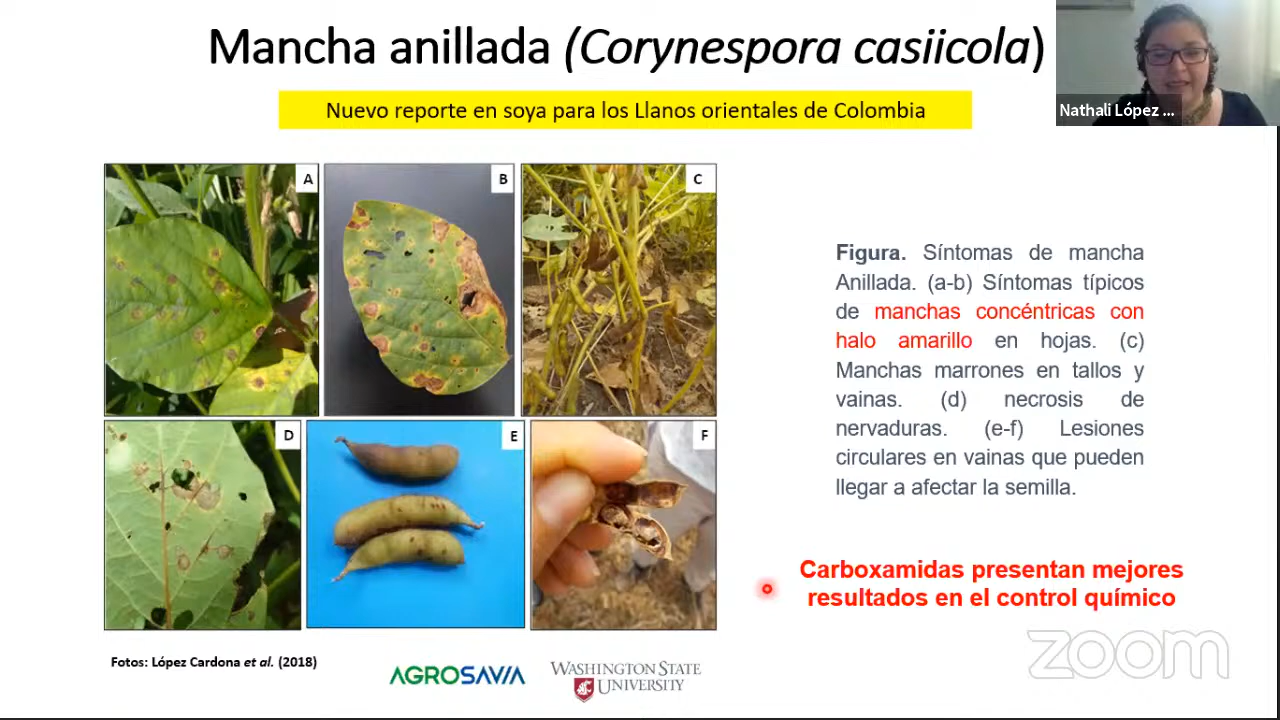 Mancha anillada (Corynespora casiicola)
Nuevo reporte en soya para los Llanos orientales de Colombia
Nathali López ...
A
B
C
D
E
F
Figura. Síntomas de mancha
Anillada. (a-b) Síntomas típicos
de manchas concéntricas con
halo amarillo en hojas. (c)
Manchas marrones en tallos y
vainas. (d) necrosis de
nervaduras. (e-f) Lesiones
circulares en vainas que pueden
llegar a afectar la semilla.
Carboxamidas presentan mejores
resultados en el control químico
Fotos: López Cardona et al. (2018)
AGROSAVIA
WASHINGTON STATE
UNIVERSITY
zoom